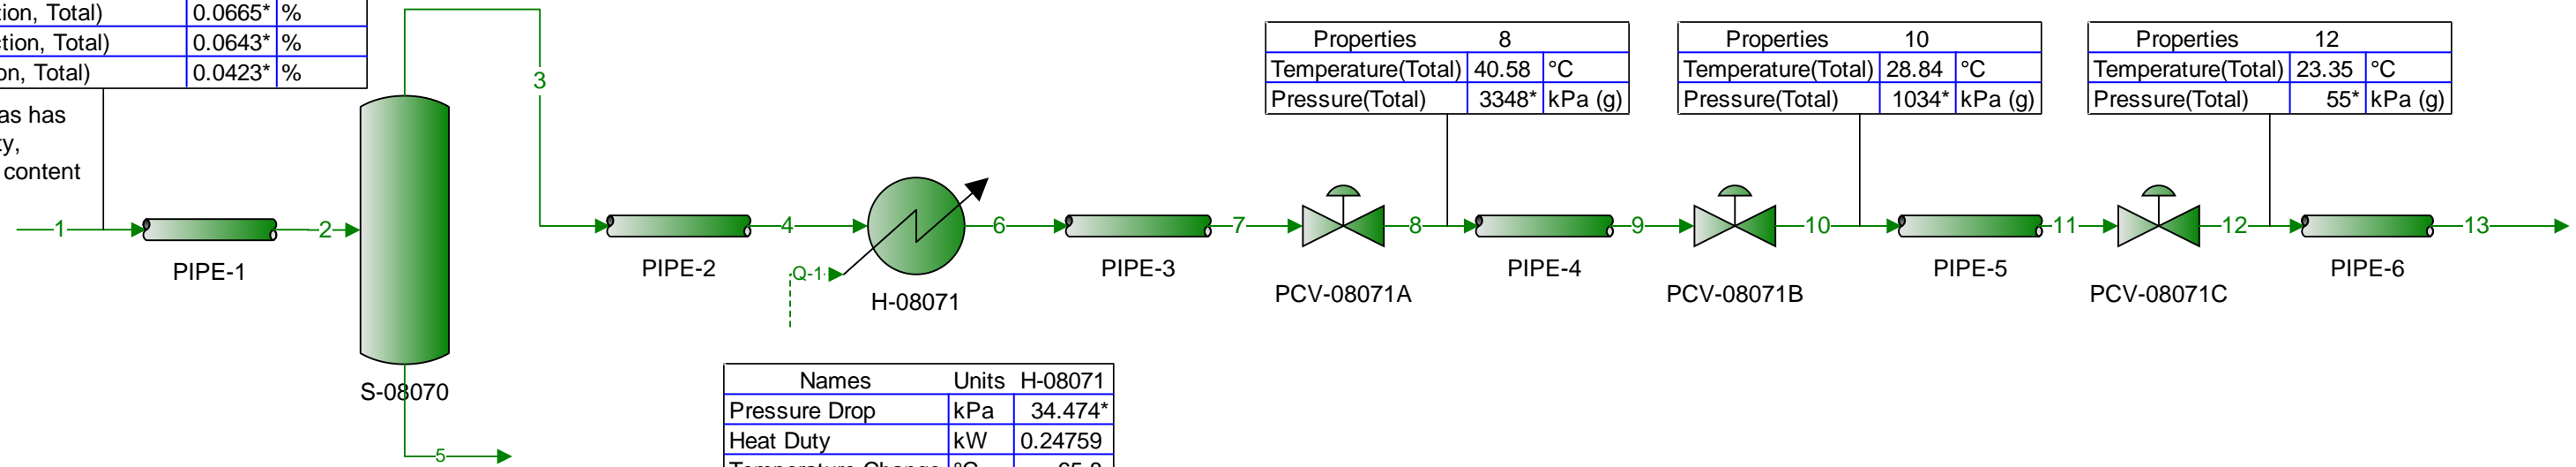 tion, Total) 0.0665* %
ction, Total) 0.0643* %
on, Total) 0.0423* %
as has
ty,
content
1
PIPE-1
2
S-08070
3
5
PIPE-2
4
Q-1
H-08071
6
PIPE-3
7
Properties 8
Temperature(Total) 40.58 °C
Pressure(Total) 3348* kPa (g)
PCV-08071A
8
PIPE-4
9
Properties 10
Temperature(Total) 28.84 °C
Pressure(Total) 1034* kPa (g)
PCV-08071B
10
PIPE-5
11
Properties 12
Temperature(Total) 23.35 °C
Pressure(Total) 55* kPa (g)
PCV-08071C
12
PIPE-6
13
Names Units H-08071
Pressure Drop kPa 34.474*
Heat Duty kW 0.24759
Temperature Change °C